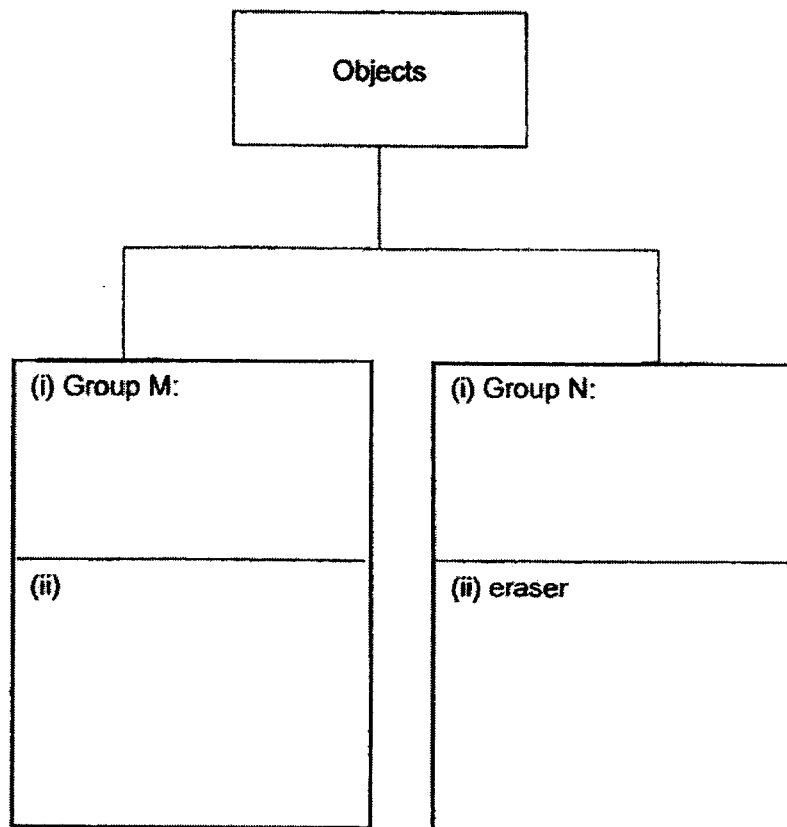 Objects
(i) Group M:
(i) Group N:
(ii)
(ii) eraser